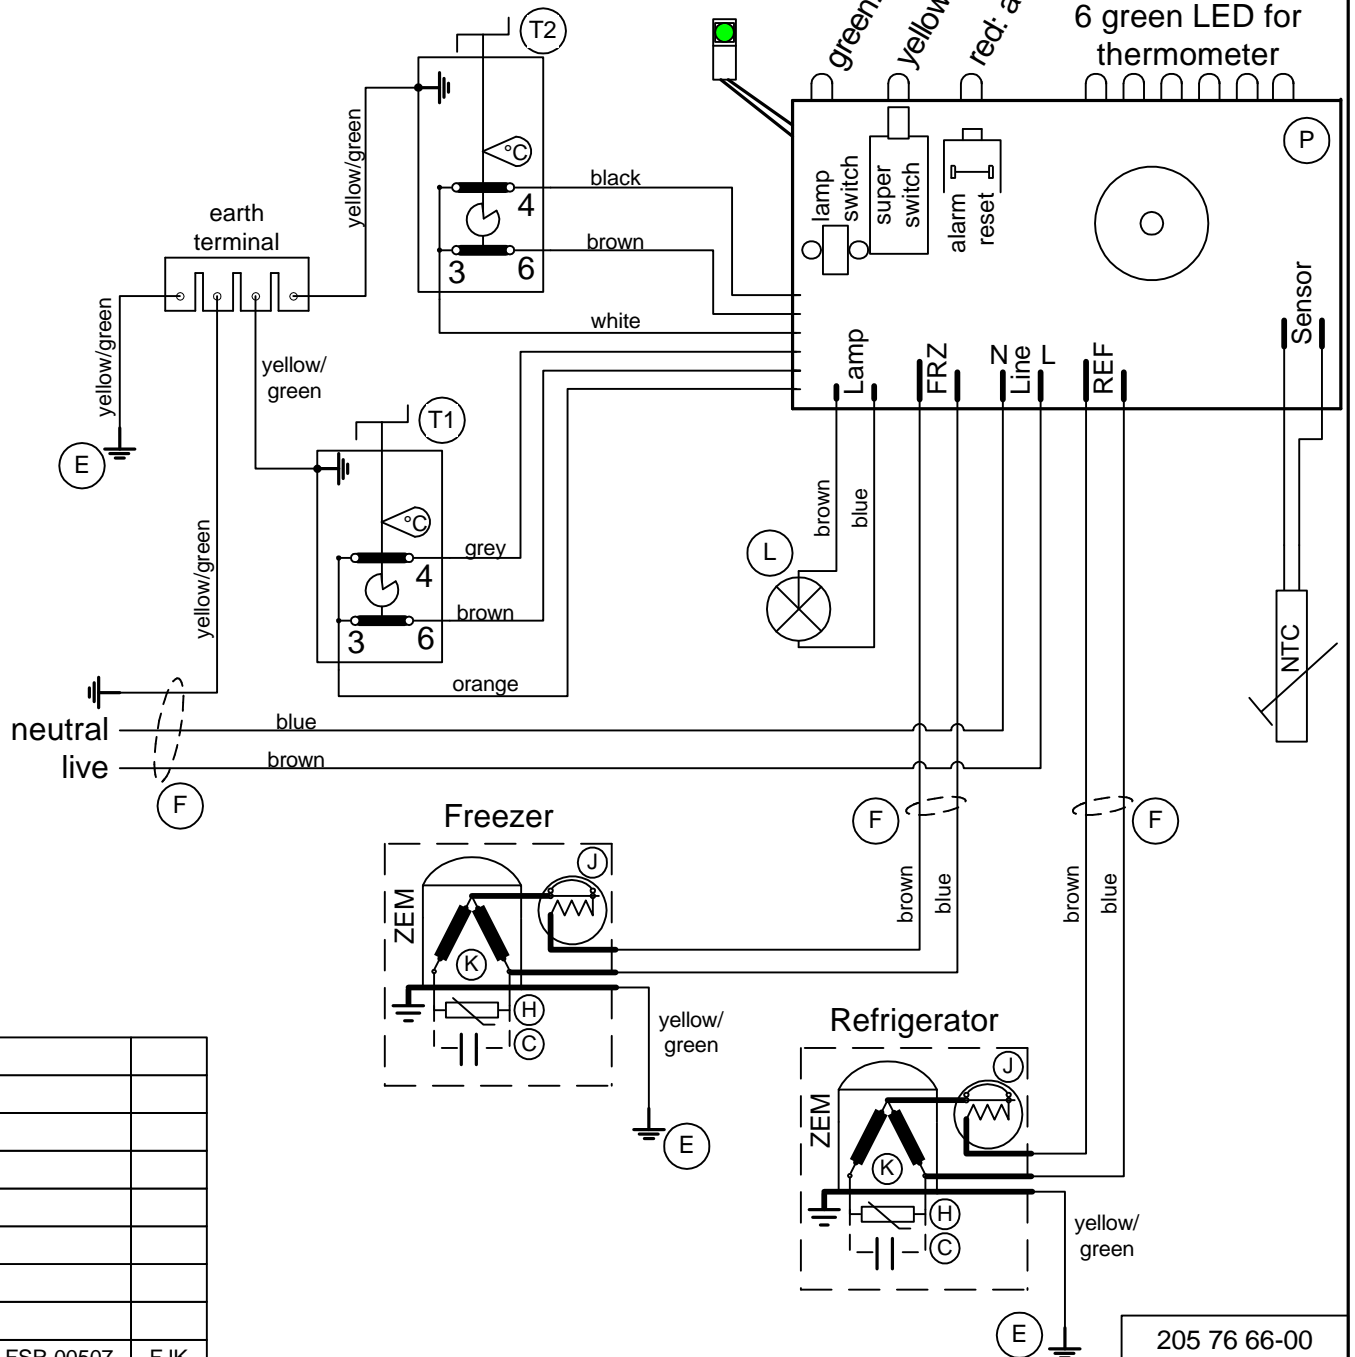 T2
green:
yellow
red: a
6 green LED for
thermometer
P
yellow/green
°C
black
4
brown
3
6
white
lamp
switch
super
switch
alarm
reset
Sensor
earth
terminal
yellow/green
yellow/
green
E
T1
Lamp
FRZ
N
Line
L
REF
°C
grey
4
brown
3
6
orange
yellow/green
brown
blue
L
NTC
neutral
blue
live
brown
F
F
F
brown
blue
brown
blue
Freezer
J
ZEM
K
H
C
yellow/
green
E
Refrigerator
J
ZEM
K
H
C
yellow/
green
E
205 76 66-00